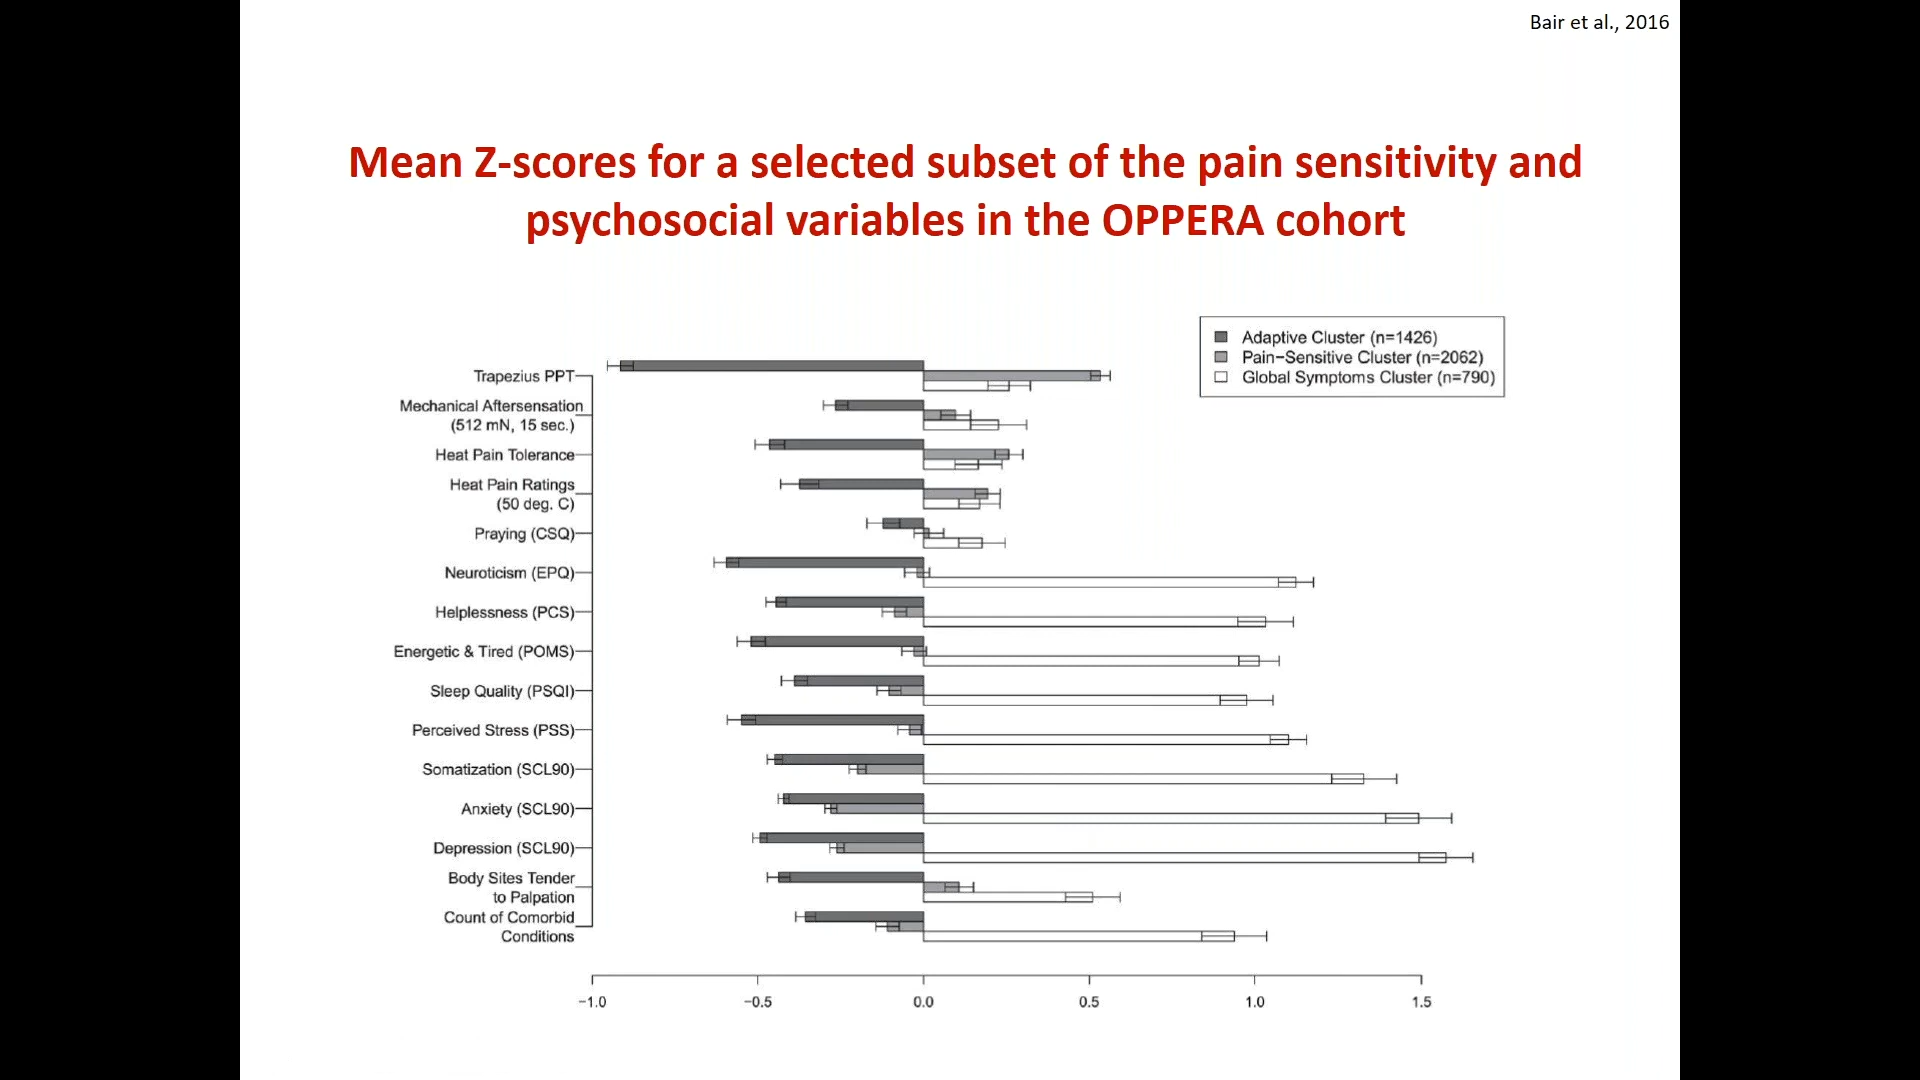 Bair et al., 2016
Mean Z-scores for a selected subset of the pain sensitivity and
psychosocial variables in the OPPERA cohort
Adaptive Cluster (n=1426)
Pain−Sensitive Cluster (n=2062)
Global Symptoms Cluster (n=790)
Trapezius PPT
Mechanical Aftersensation
(512 mN, 15 sec.)
Heat Pain Tolerance
Heat Pain Ratings
(50 deg. C)
Praying (CSQ)
Neuroticism (EPQ)
Helplessness (PCS)
Energetic & Tired (POMS)
Sleep Quality (PSQI)
Perceived Stress (PSS)
Somatization (SCL90)
Anxiety (SCL90)
Depression (SCL90)
Body Sites Tender
to Palpation
Count of Comorbid
Conditions
−1.0 −0.5 0.0 0.5 1.0 1.5